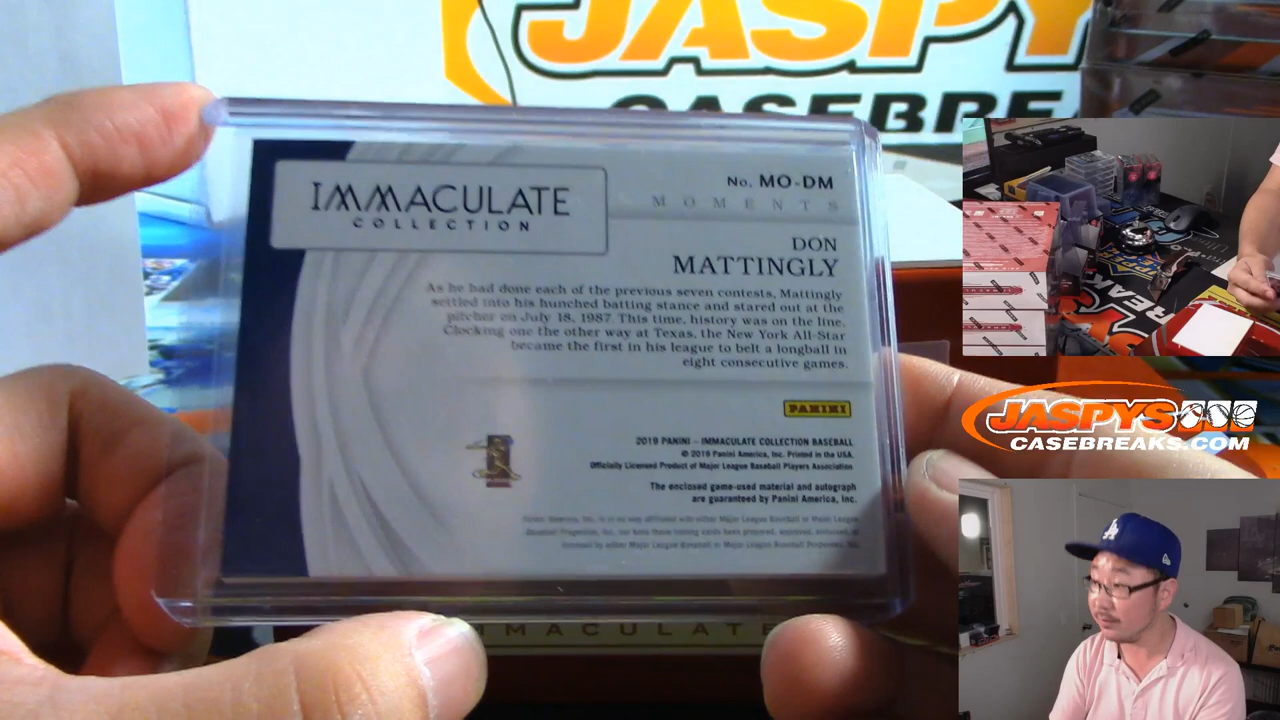 JASPY
CASEBRE
IMMACULATE
COLLECTION
No. MO-DM
MOMENTS
DON
MATTINGLY
As he had done each of the previous seven contests, Mattingly
settled into his hunched batting stance and stared out at the
pitcher on July 18, 1987. This time, history was on the line.
Clocking one the other way at Texas, the New York All-Star
became the first in his league to belt a longball in
eight consecutive games.
PANINI
2019 PANINI – IMMACULATE COLLECTION BASEBALL
© 2019 Panini America, Inc. Printed in the USA.
Officially Licensed Product of Major League Baseball Players Association
The enclosed game-used material and autograph
are guaranteed by Panini America, Inc.
IMMACULATE
JASPYS
CASEBREAKS.COM
LA